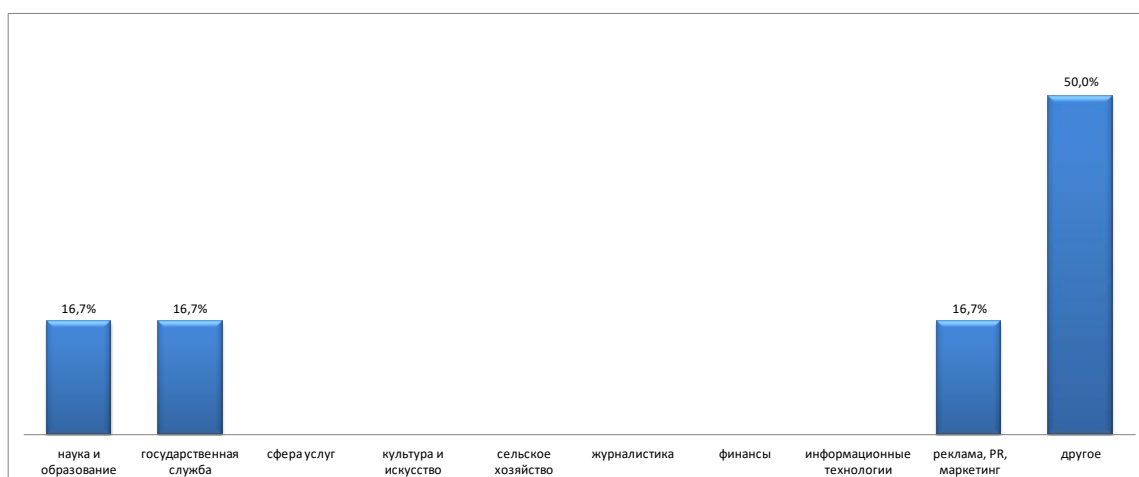 50,0%
16,7% 16,7% 16,7%
наука и образование
государственная служба
сфера услуг
культура и искусство
сельское хозяйство
журналистика
финансы
информационные технологии
реклама, PR, маркетинг
другое